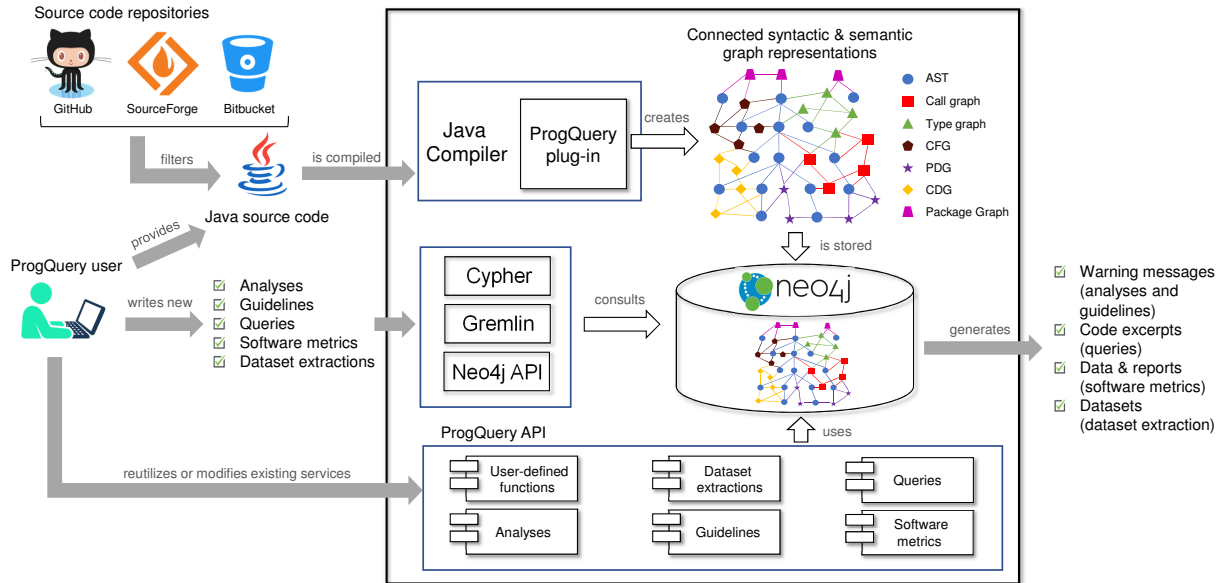 Source code repositories
GitHub
SourceForge
Bitbucket
filters
Java
Java source code
is compiled
provides
ProgQuery user
writes new
Analyses
Guidelines
Queries
Software metrics
Dataset extractions
reutilizes or modifies existing services
Java
Compiler
ProgQuery
plug-in
creates
Connected syntactic & semantic
graph representations
AST
Call graph
Type graph
CFG
PDG
CDG
Package Graph
is stored
Cypher
Gremlin
Neo4j API
consults
neo4j
generates
uses
ProgQuery API
User-defined
functions
Dataset
extractions
Queries
Analyses
Guidelines
Software
metrics
Warning messages
(analyses and
guidelines)
Code excerpts
(queries)
Data & reports
(software metrics)
Datasets
(dataset extraction)